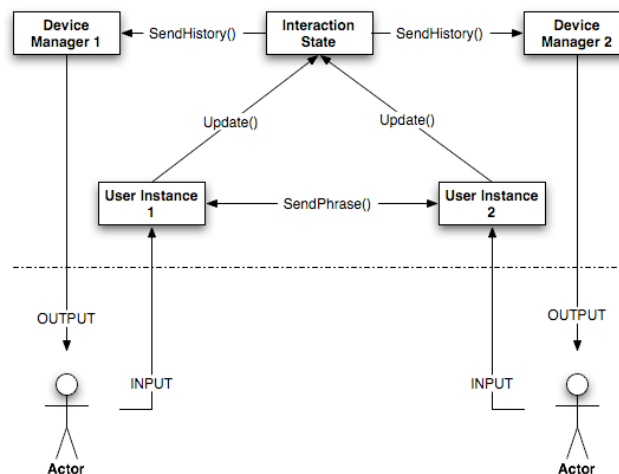 Device
Manager 1
SendHistory()
Interaction
State
SendHistory()
Device
Manager 2
Update()
Update()
User Instance
1
SendPhrase()
User Instance
2
OUTPUT
OUTPUT
INPUT
INPUT
Actor
Actor